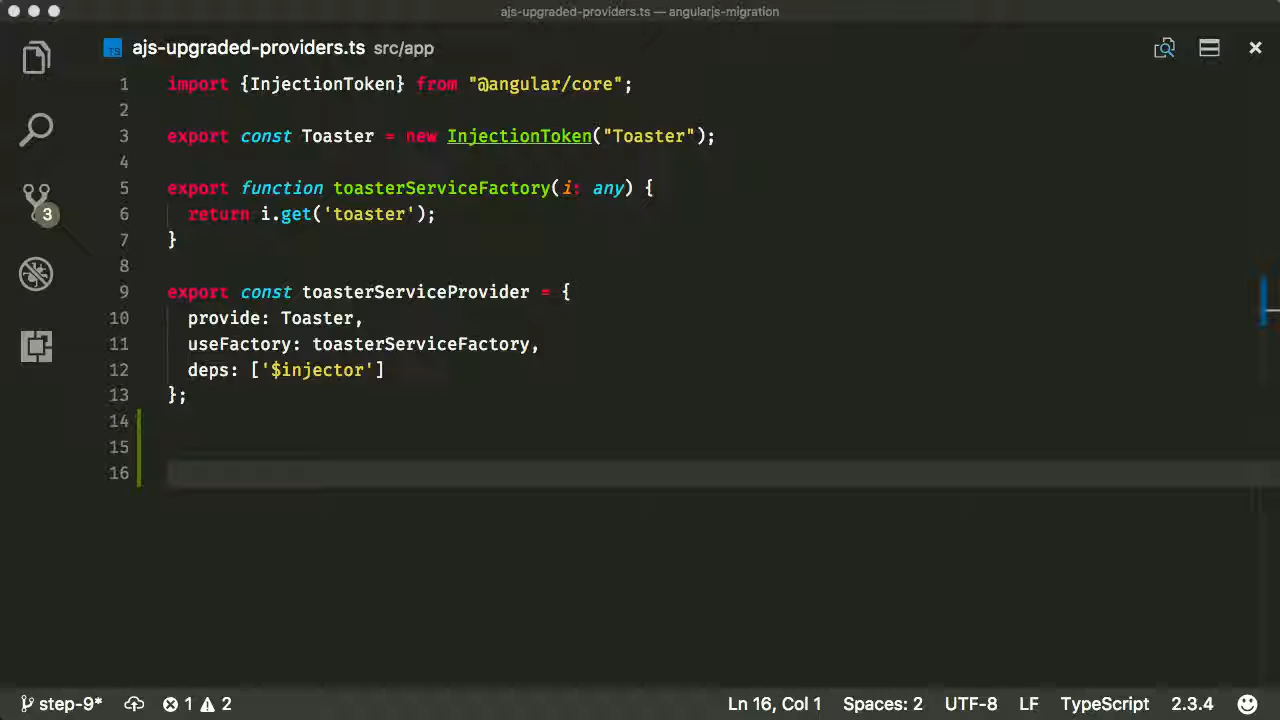 ajs-upgraded-providers.ts — angularjs-migration
TS ajs-upgraded-providers.ts src/app
1 import {InjectionToken} from "@angular/core";
2
3 export const Toaster = new InjectionToken("Toaster");
4
5 export function toasterServiceFactory(i: any) {
6 return i.get('toaster');
7 }
8
9 export const toasterServiceProvider = {
10 provide: Toaster,
11 useFactory: toasterServiceFactory,
12 deps: ['$injector']
13 };
14
15
16
3
step-9* 1 2 Ln 16, Col 1 Spaces: 2 UTF-8 LF TypeScript 2.3.4